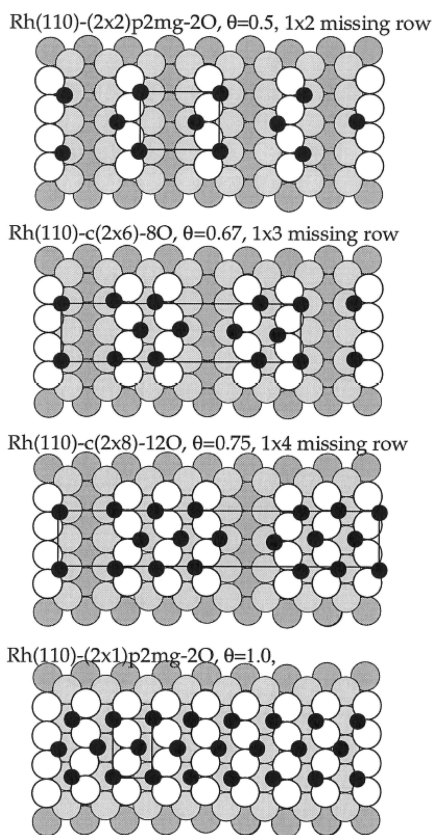 Rh(110)-(2x2)p2mg-2O, θ=0.5, 1x2 missing row
Rh(110)-c(2x6)-8O, θ=0.67, 1x3 missing row
Rh(110)-c(2x8)-12O, θ=0.75, 1x4 missing row
Rh(110)-(2x1)p2mg-2O, θ=1.0,